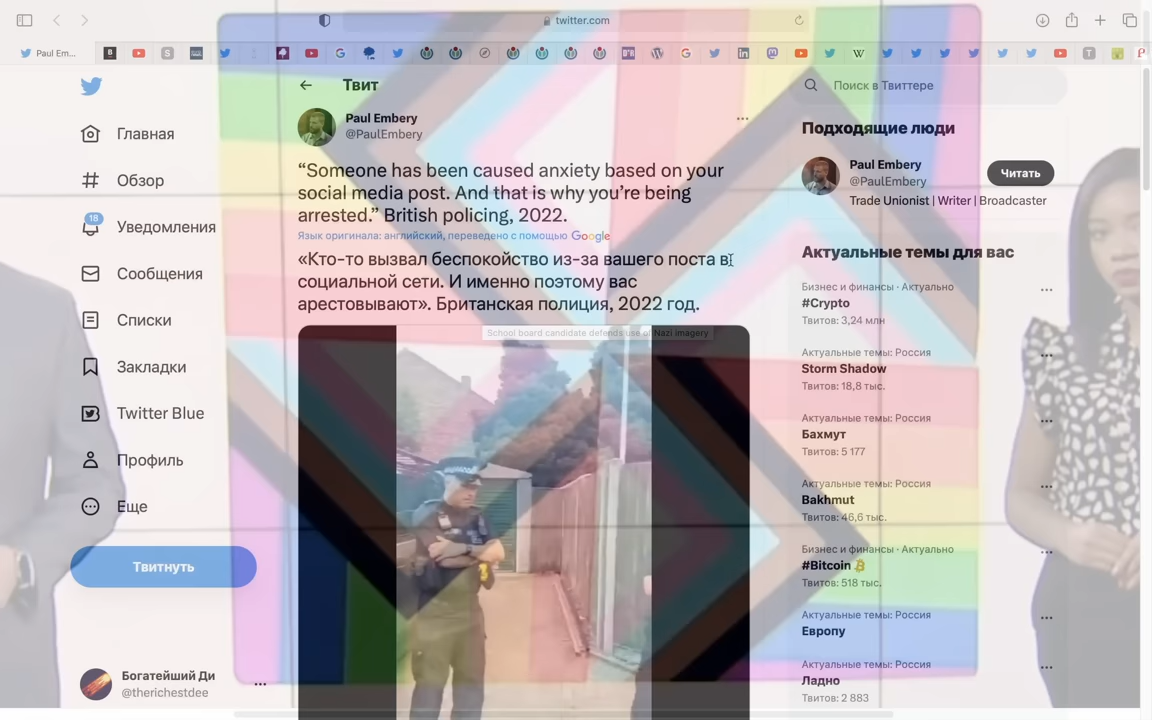 twitter.com
Paul Em...
Твит
Поиск в Твиттере
Paul Embery
@PaulEmbery
“Someone has been caused anxiety based on your
social media post. And that is why you’re being
arrested.” British policing, 2022.
Язык оригинала: английский, переведено с помощью Google
«Кто-то вызвал беспокойство из-за вашего поста в
социальной сети. И именно поэтому вас
арестовывают». Британская полиция, 2022 год.
School board candidate defends use of Nazi imagery
Главная
Обзор
18
Уведомления
Сообщения
Списки
Закладки
Twitter Blue
Профиль
Еще
Твитнуть
Богатейший Ди
@therichestdee
Подходящие люди
Paul Embery
@PaulEmbery
Читать
Trade Unionist | Writer | Broadcaster
Актуальные темы для вас
Бизнес и финансы · Актуально
#Crypto
Твитов: 3,24 млн
Актуальные темы: Россия
Storm Shadow
Твитов: 18,8 тыс.
Актуальные темы: Россия
Бахмут
Твитов: 5 177
Актуальные темы: Россия
Bakhmut
Твитов: 46,6 тыс.
Бизнес и финансы · Актуально
#Bitcoin
Твитов: 518 тыс.
Актуальные темы: Россия
Европу
Актуальные темы: Россия
Ладно
Твитов: 2 883